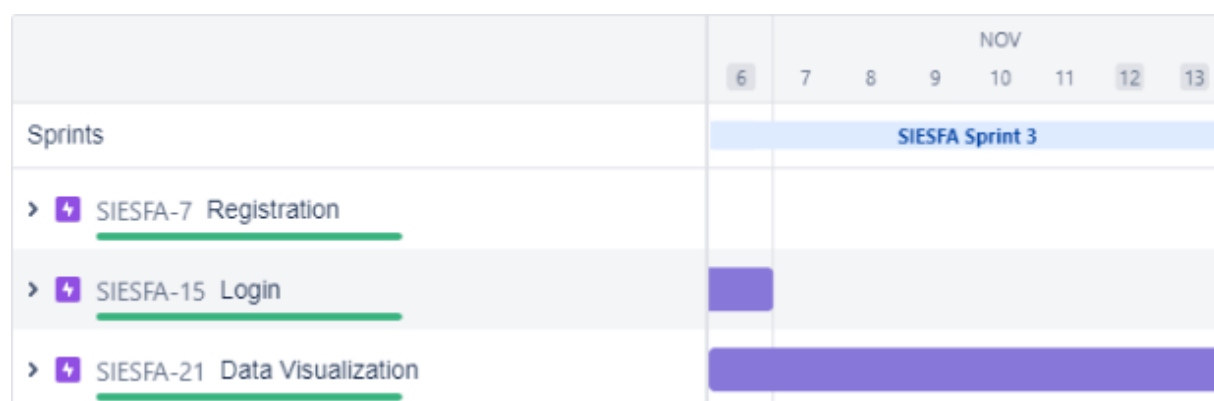 NOV
6 7 8 9 10 11 12 13
Sprints
SIESFA Sprint 3
SIESFA-7 Registration
SIESFA-15 Login
SIESFA-21 Data Visualization